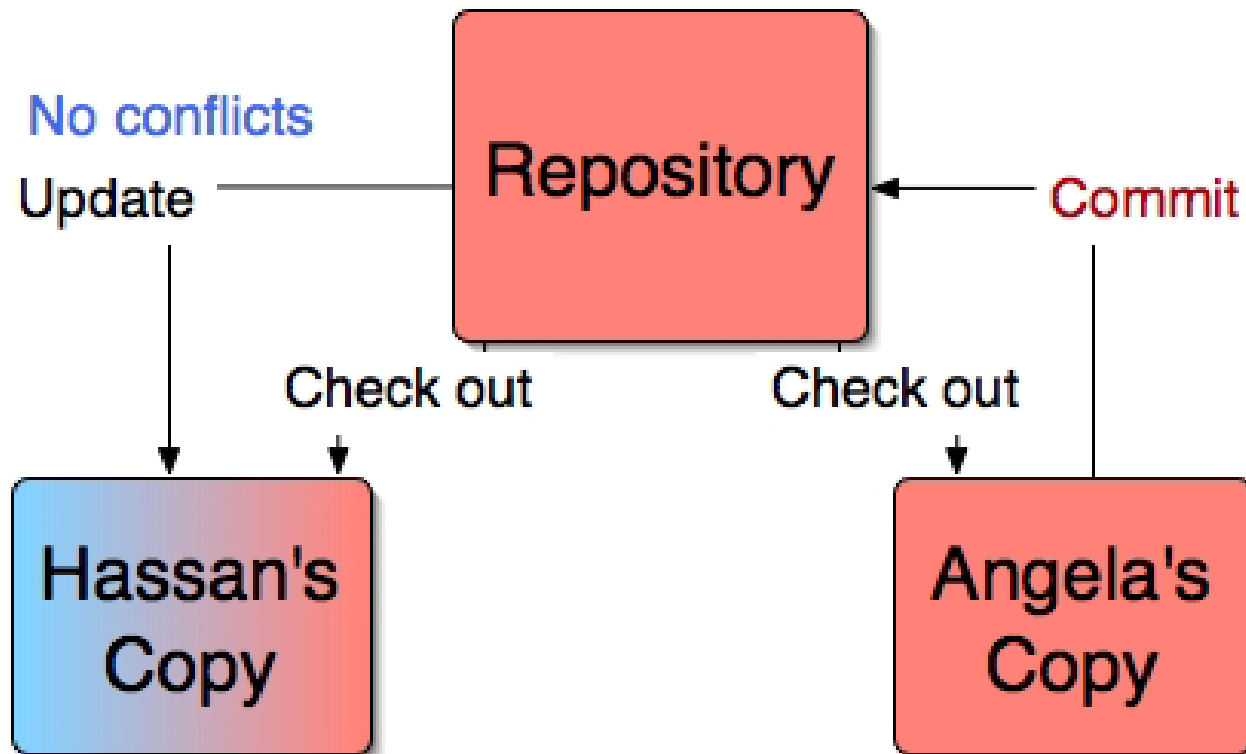 No conflicts
Repository
Update
Commit
Check out
Check out
Hassan's
Copy
Angela's
Copy